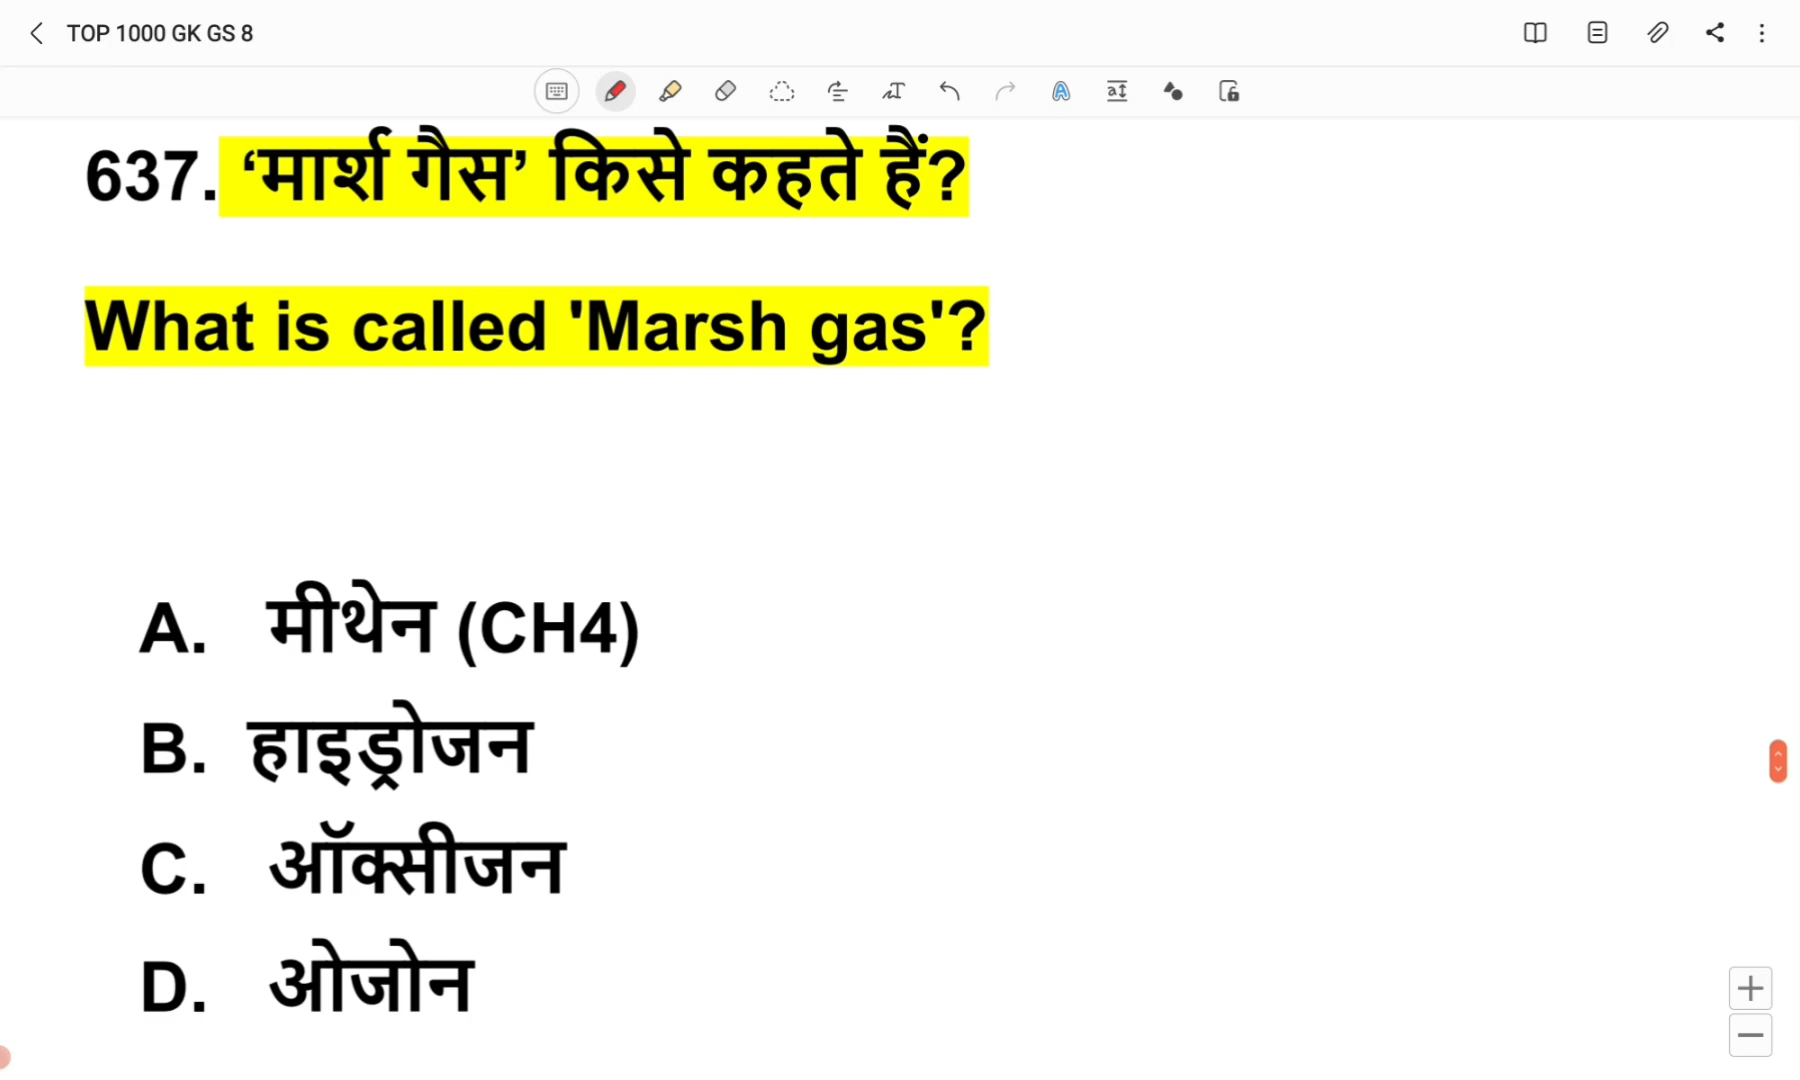 TOP 1000 GK GS 8
637. ‘मार्श गैस’ किसे कहते हैं?
What is called 'Marsh gas'?
A. मीथेन (CH4)
B. हाइड्रोजन
C. ऑक्सीजन
D. ओजोन